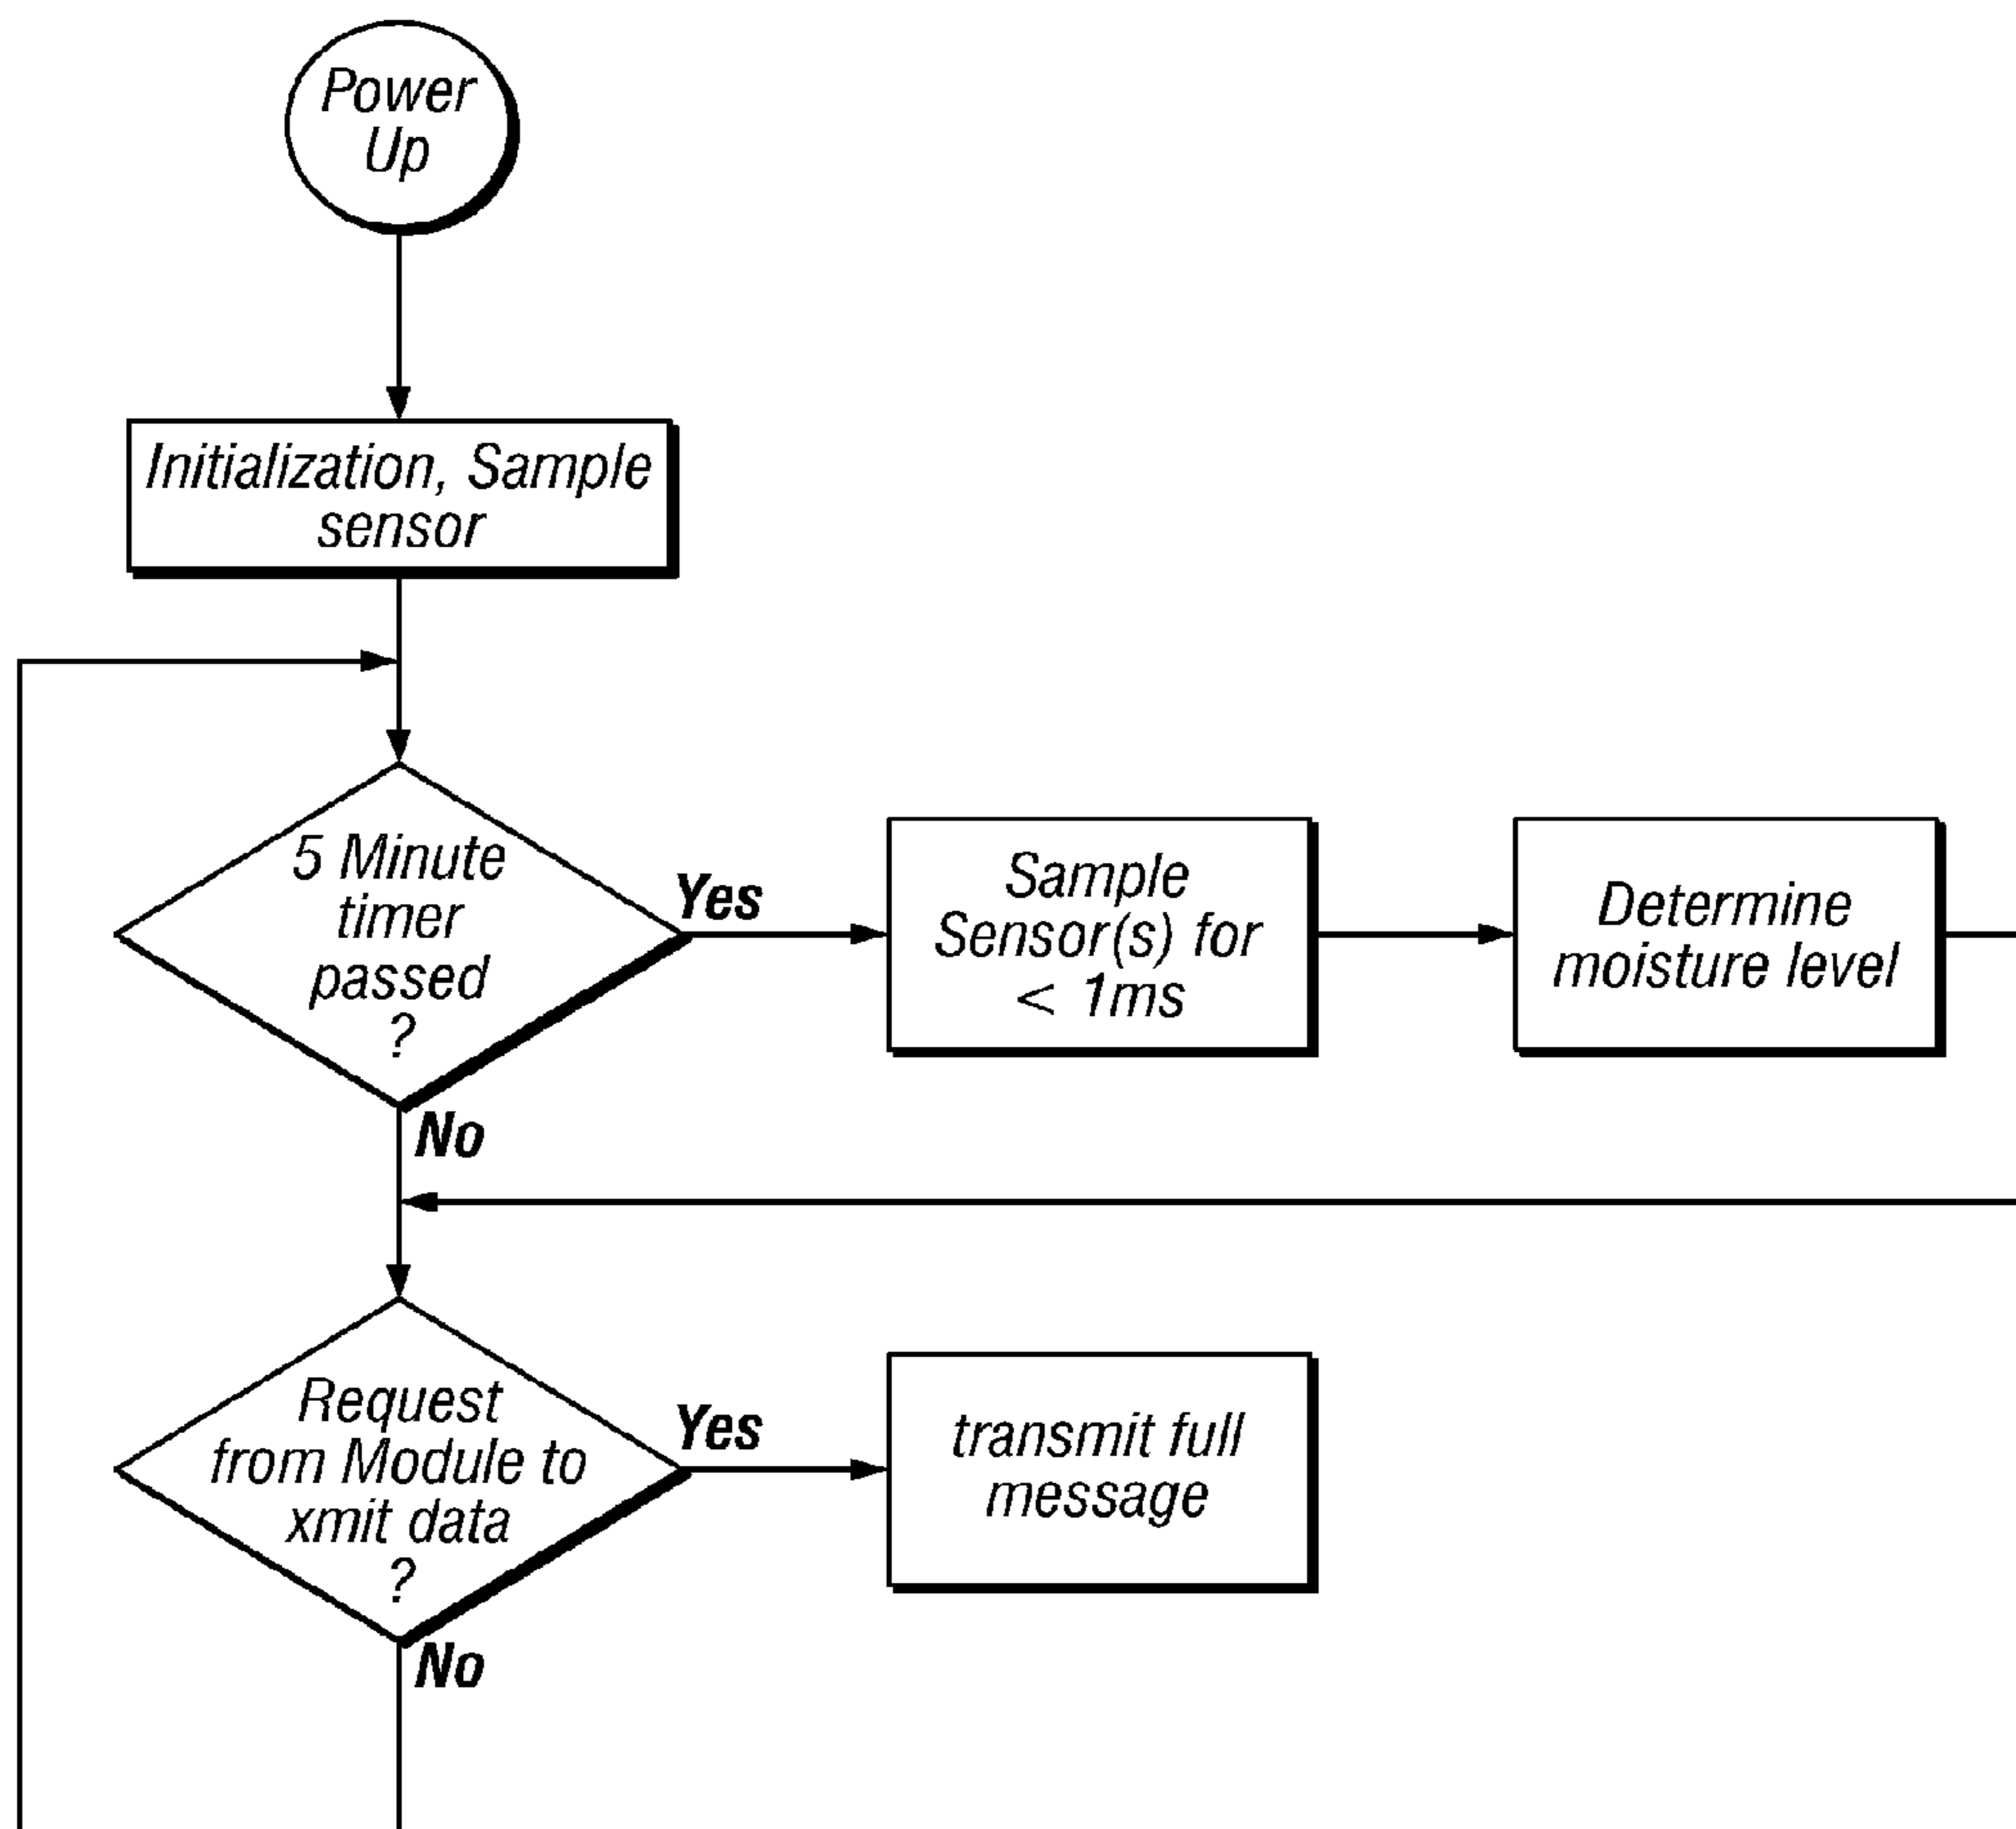 Power
Up
Initialization, Sample
sensor
5 Minute
timer
passed
?
Yes
No
Sample
Sensor(s) for
< 1ms
Determine
moisture level
Request
from Module to
xmit data
?
Yes
No
transmit full
message